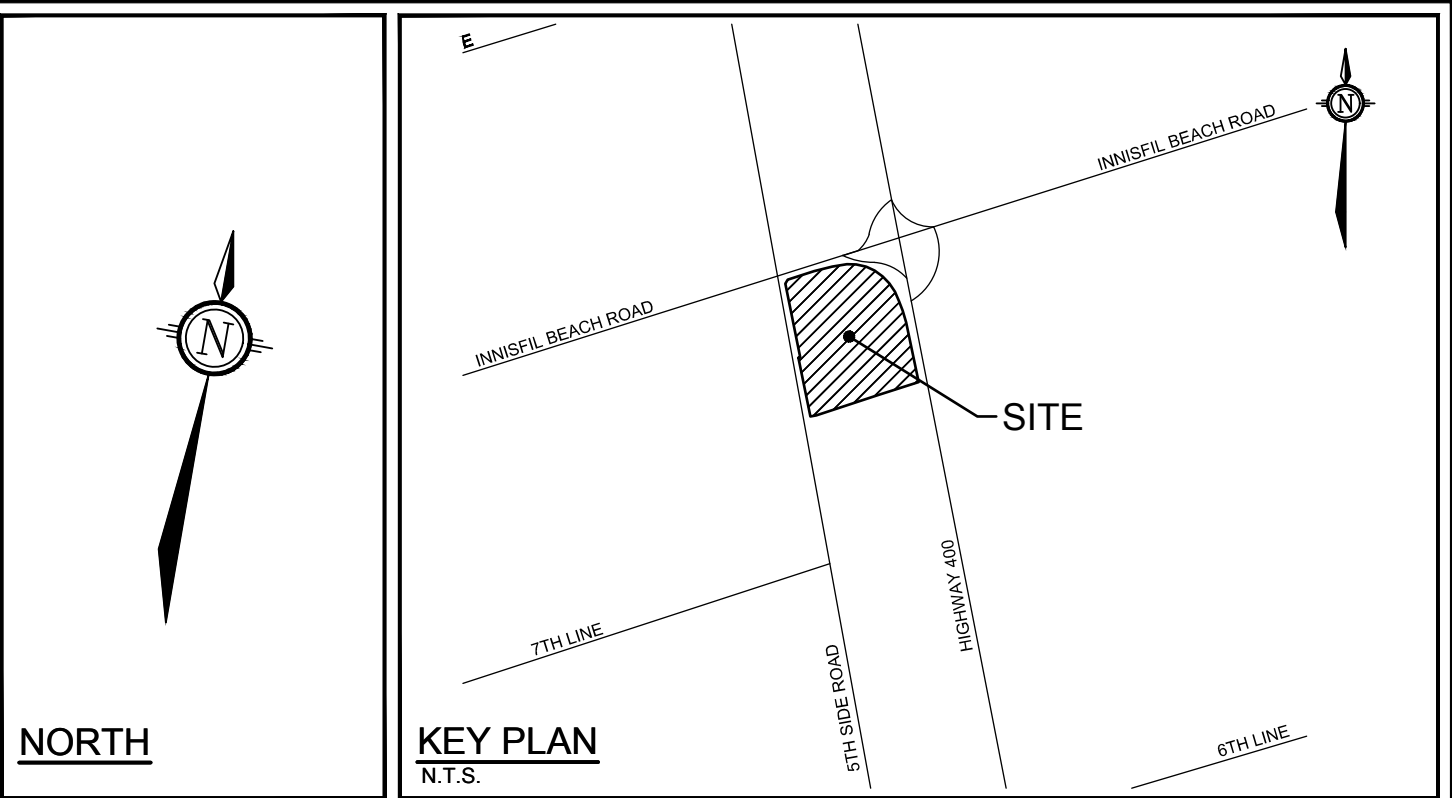 E
N
INNISFIL BEACH ROAD
N
INNISFIL BEACH ROAD
SITE
HIGHWAY 400
7TH LINE
5TH SIDE ROAD
6TH LINE
NORTH
KEY PLAN
N.T.S.